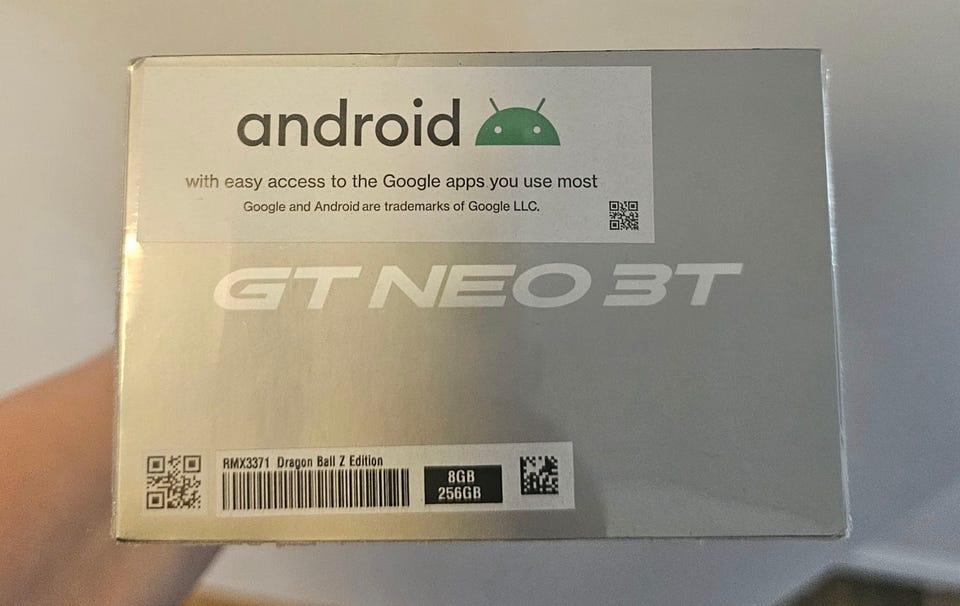 android
with easy access to the Google apps you use most
Google and Android are trademarks of Google LLC.
GT NEO 3T
RMX3371 Dragon Ball Z Edition
8GB
256GB